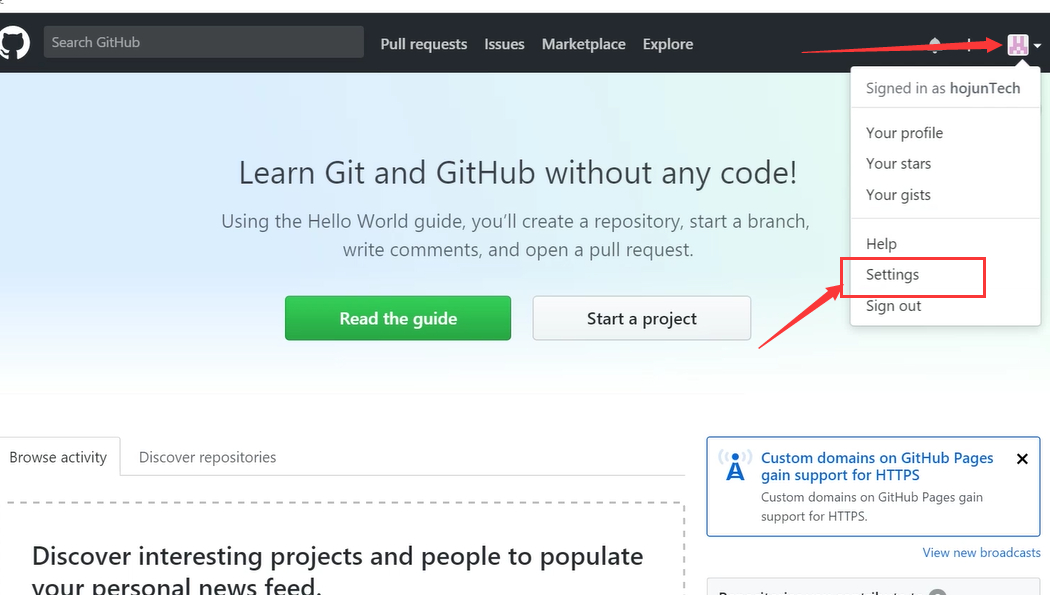 Search GitHub
Pull requests
Issues
Marketplace
Explore
Signed in as hojunTech
Your profile
Your stars
Your gists
Help
Settings
Sign out
Learn Git and GitHub without any code!
Using the Hello World guide, you’ll create a repository, start a branch,
write comments, and open a pull request.
Read the guide
Start a project
Browse activity
Discover repositories
Discover interesting projects and people to populate
your personal news feed.
Custom domains on GitHub Pages
gain support for HTTPS
Custom domains on GitHub Pages gain
support for HTTPS.
View new broadcasts